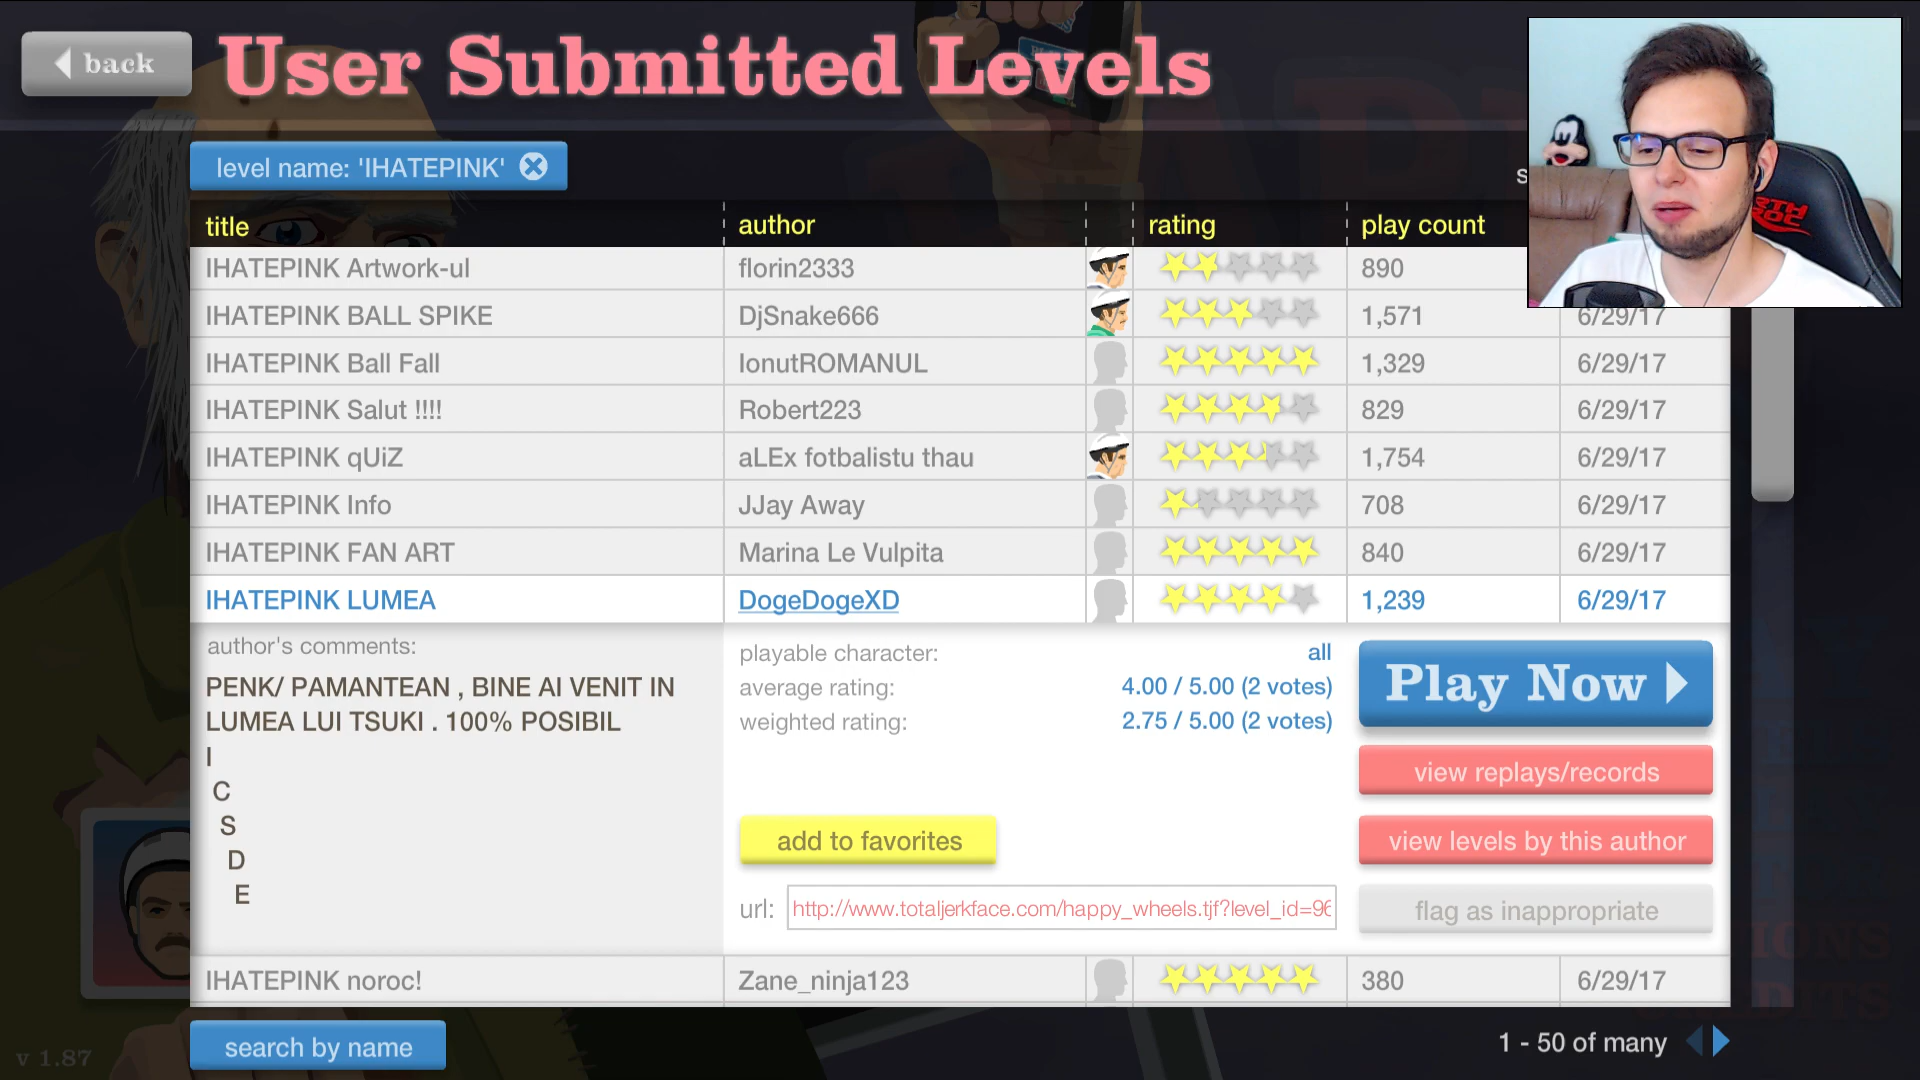 back
User Submitted Levels
level name: 'IHATEPINK'
title author rating play count
IHATEPINK Artwork-ul florin2333 890
IHATEPINK BALL SPIKE DjSnake666 1,571 6/29/17
IHATEPINK Ball Fall IonutROMANUL 1,329 6/29/17
IHATEPINK Salut !!!! Robert223 829 6/29/17
IHATEPINK qUiZ aLEx fotbalistu thau 1,754 6/29/17
IHATEPINK Info JJay Away 708 6/29/17
IHATEPINK FAN ART Marina Le Vulpita 840 6/29/17
IHATEPINK LUMEA DogeDogeXD 1,239 6/29/17
author's comments:
PENK/ PAMANTEAN , BINE AI VENIT IN
LUMEA LUI TSUKI . 100% POSIBIL
I
C
S
D
E
playable character: all
average rating: 4.00 / 5.00 (2 votes)
weighted rating: 2.75 / 5.00 (2 votes)
add to favorites
url: http://www.totaljerkface.com/happy_wheels.tjf?level_id=96
Play Now
view replays/records
view levels by this author
flag as inappropriate
IHATEPINK noroc! Zane_ninja123 380 6/29/17
search by name
1 - 50 of many
v 1.87